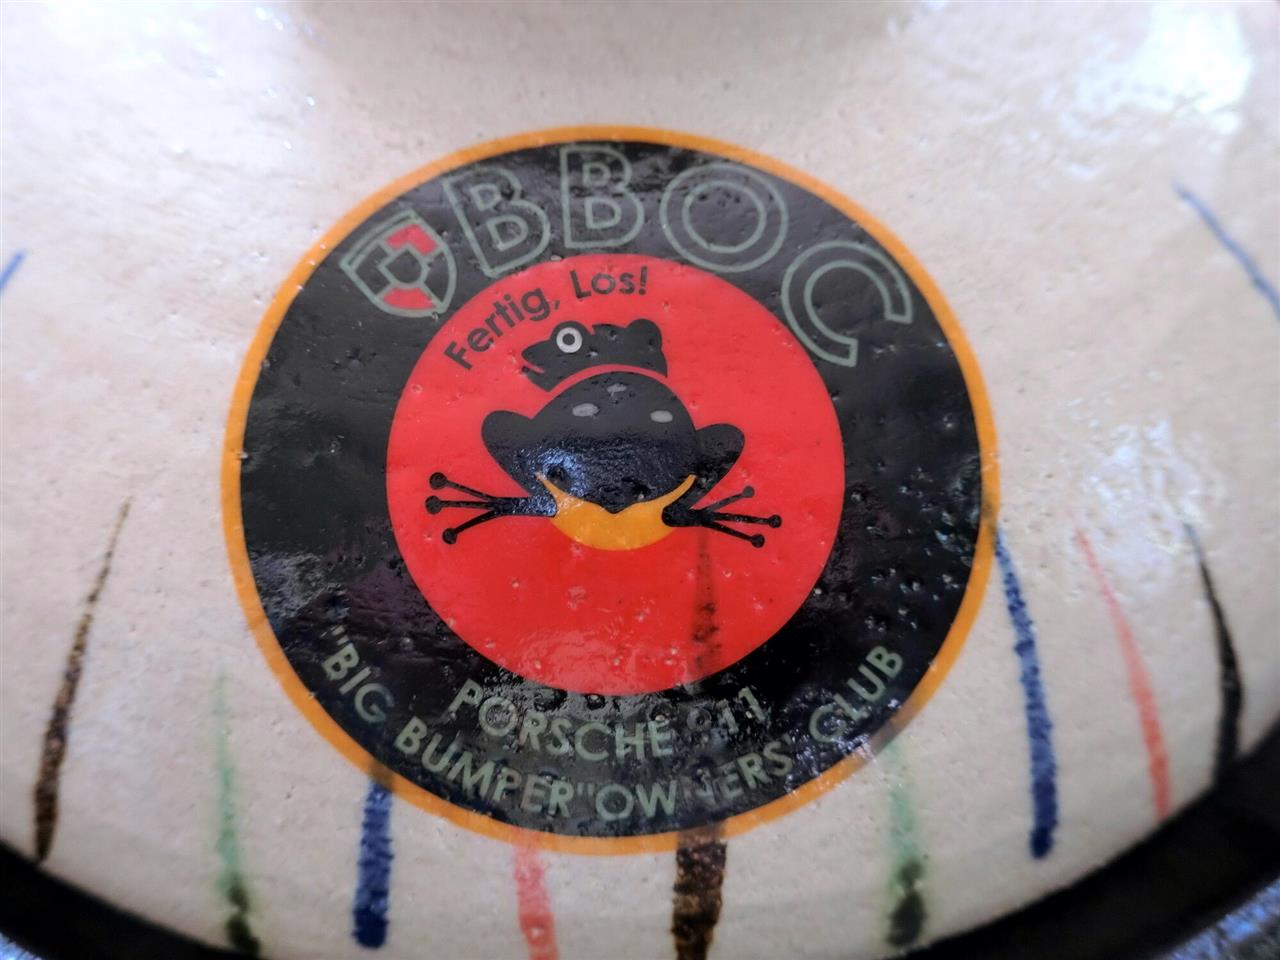 BBOC
Fertig, Los!
PORSCHE 911
"BIG BUMPER" OWNERS' CLUB